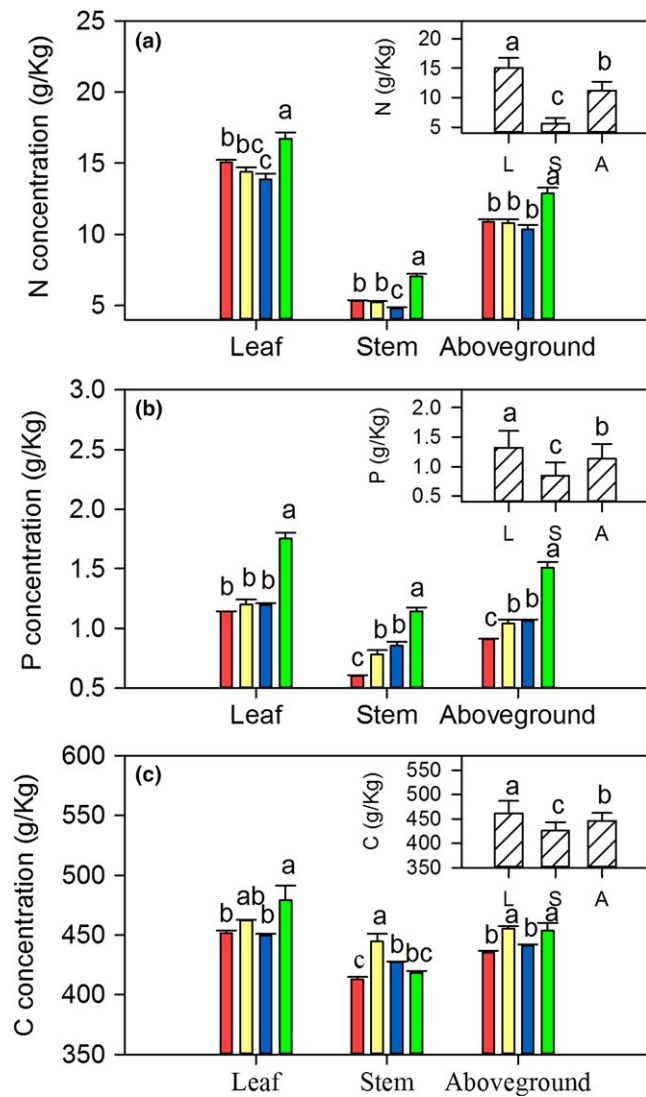 (a)
N concentration (g/Kg)
25
20
15
10
5
b bc c a
b b c a
b b b a
Leaf Stem Aboveground
N (g/Kg)
20
15
10
5
a c b
L S A
(b)
P concentration (g/Kg)
3.0
2.5
2.0
1.5
1.0
0.5
b b b a
c b b a
c b b a
Leaf Stem Aboveground
P (g/Kg)
2.0
1.5
1.0
0.5
a c b
L S A
(c)
C concentration (g/Kg)
600
550
500
450
400
350
b ab b a
c a b bc
b a b a
Leaf Stem Aboveground
C (g/Kg)
550
500
450
400
350
a c b
L S A